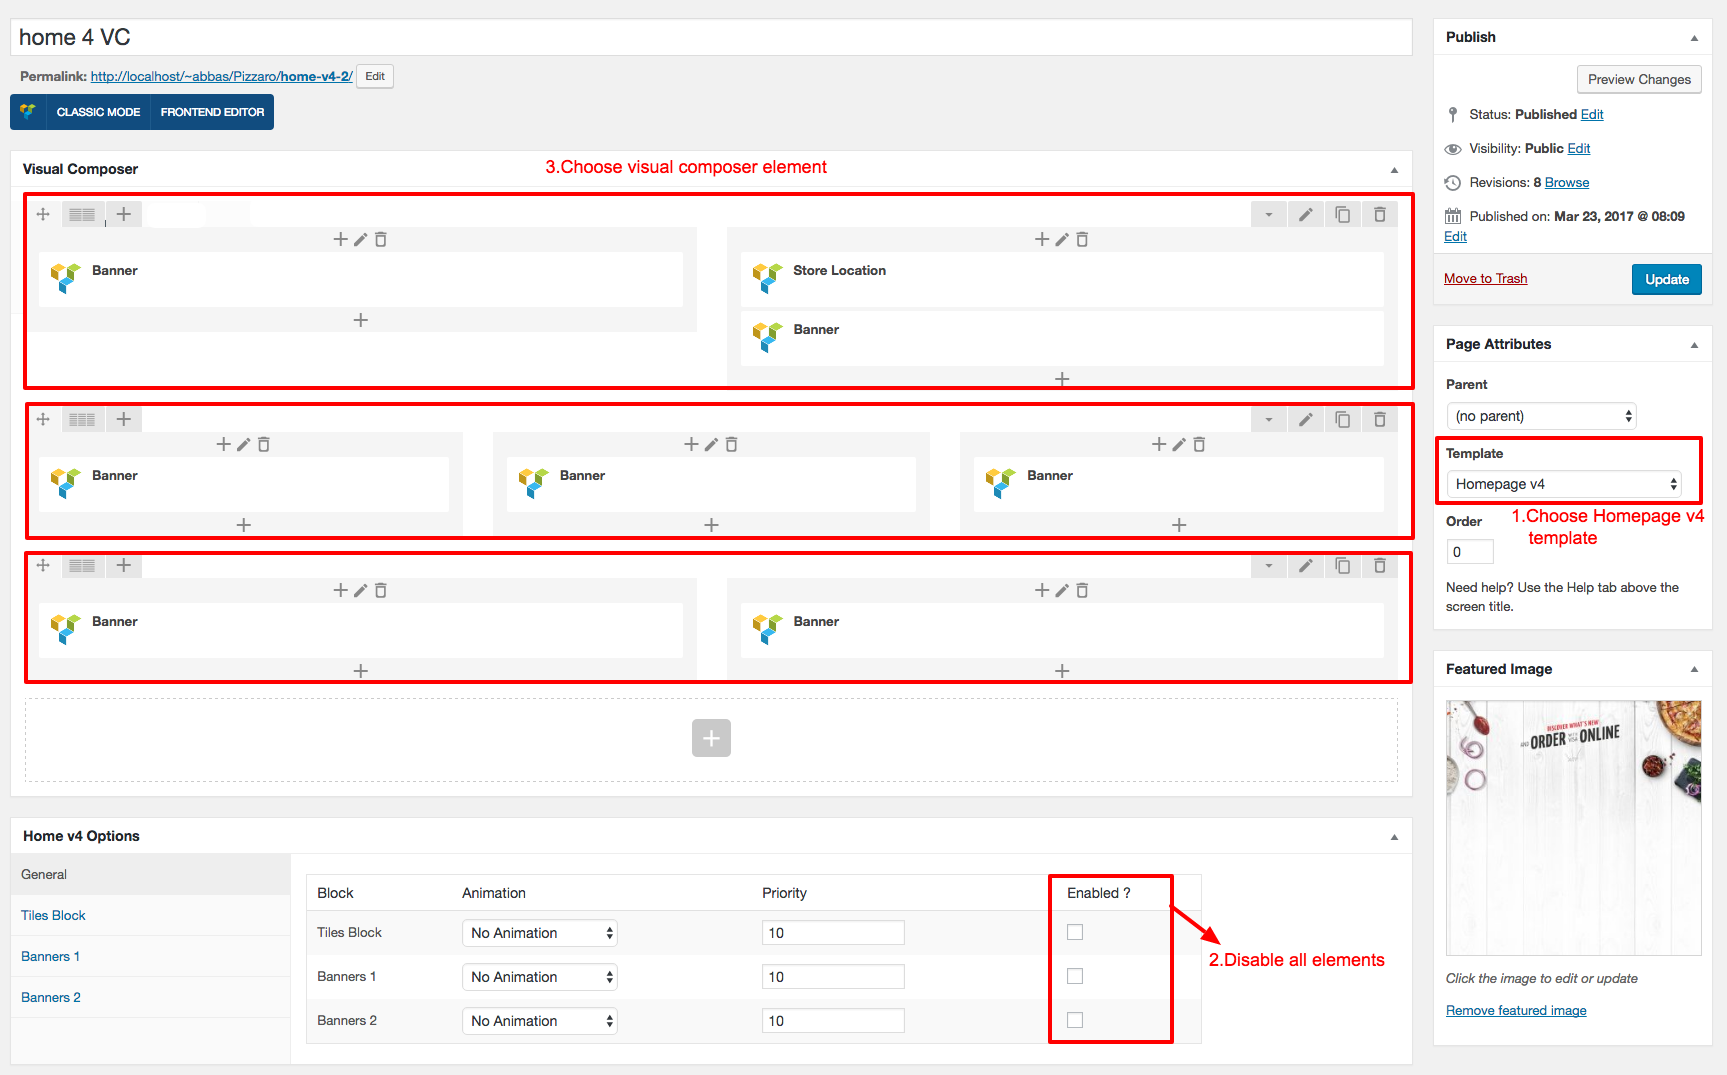 home 4 VC
Permalink: http://localhost/~abbas/Pizzaro/home-v4-2/ Edit
CLASSIC MODE FRONTEND EDITOR
Visual Composer
3.Choose visual composer element
Banner
Store Location
Banner
Banner
Banner
Banner
Banner
Banner
Home v4 Options
General
Tiles Block
Banners 1
Banners 2
Block Animation Priority Enabled ?
Tiles Block No Animation 10
Banners 1 No Animation 10
Banners 2 No Animation 10
2.Disable all elements
Publish
Preview Changes
Status: Published Edit
Visibility: Public Edit
Revisions: 8 Browse
Published on: Mar 23, 2017 @ 08:09
Edit
Move to Trash Update
Page Attributes
Parent
(no parent)
Template
Homepage v4
1.Choose Homepage v4
template
Order
0
Need help? Use the Help tab above the
screen title.
Featured Image
DISCOVER WHAT'S NEW
AND ORDER ONLINE
Click the image to edit or update
Remove featured image